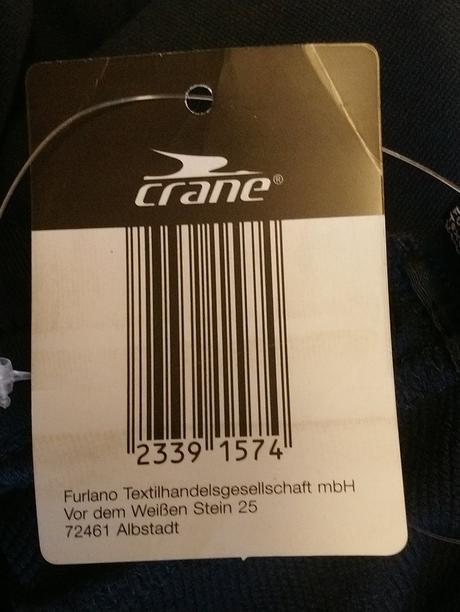 crane®
2339 1574
Furlano Textilhandelsgesellschaft mbH
Vor dem Weißen Stein 25
72461 Albstadt